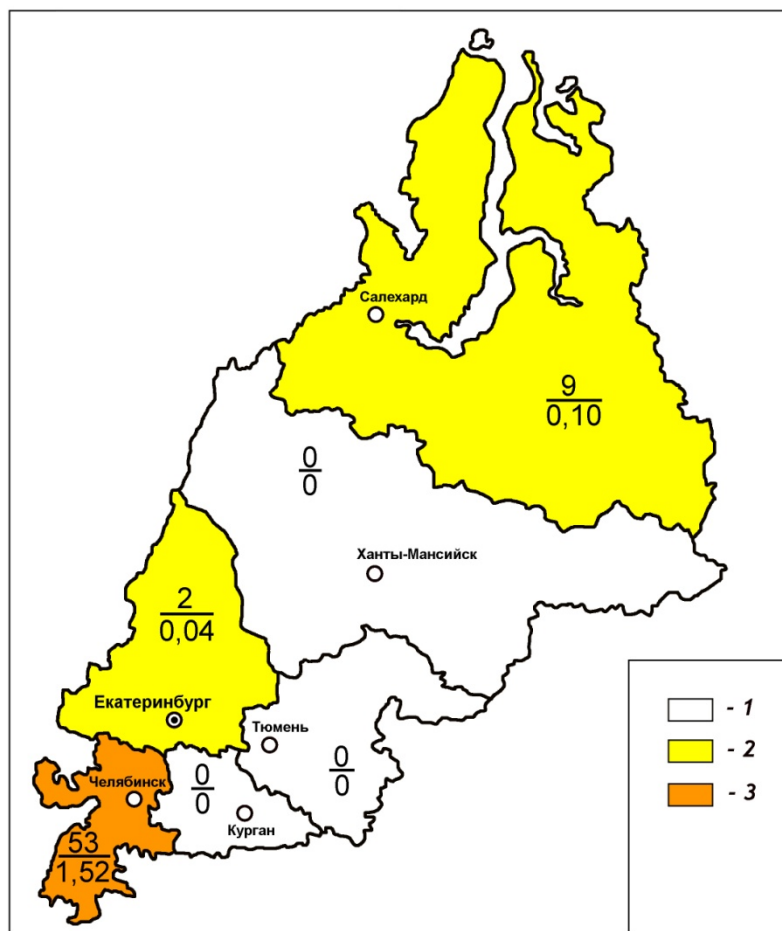 Салехард
9
0,10
0
0
Ханты-Мансийск
2
0,04
Екатеринбург
Тюмень
0
0
Челябинск
0
0
Курган
53
1,52
- 1
- 2
- 3